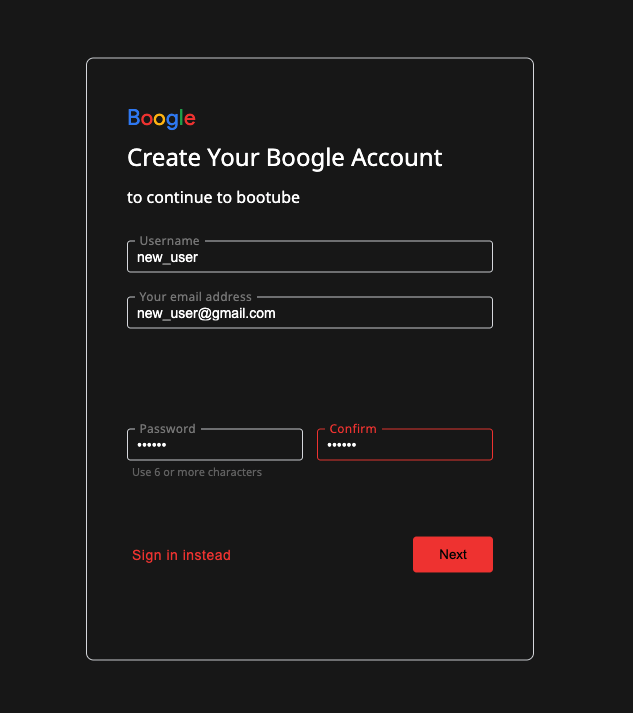 Boogle
Create Your Boogle Account
to continue to bootube
Username
new_user
Your email address
new_user@gmail.com
Password
••••••
Confirm
••••••
Use 6 or more characters
Sign in instead
Next